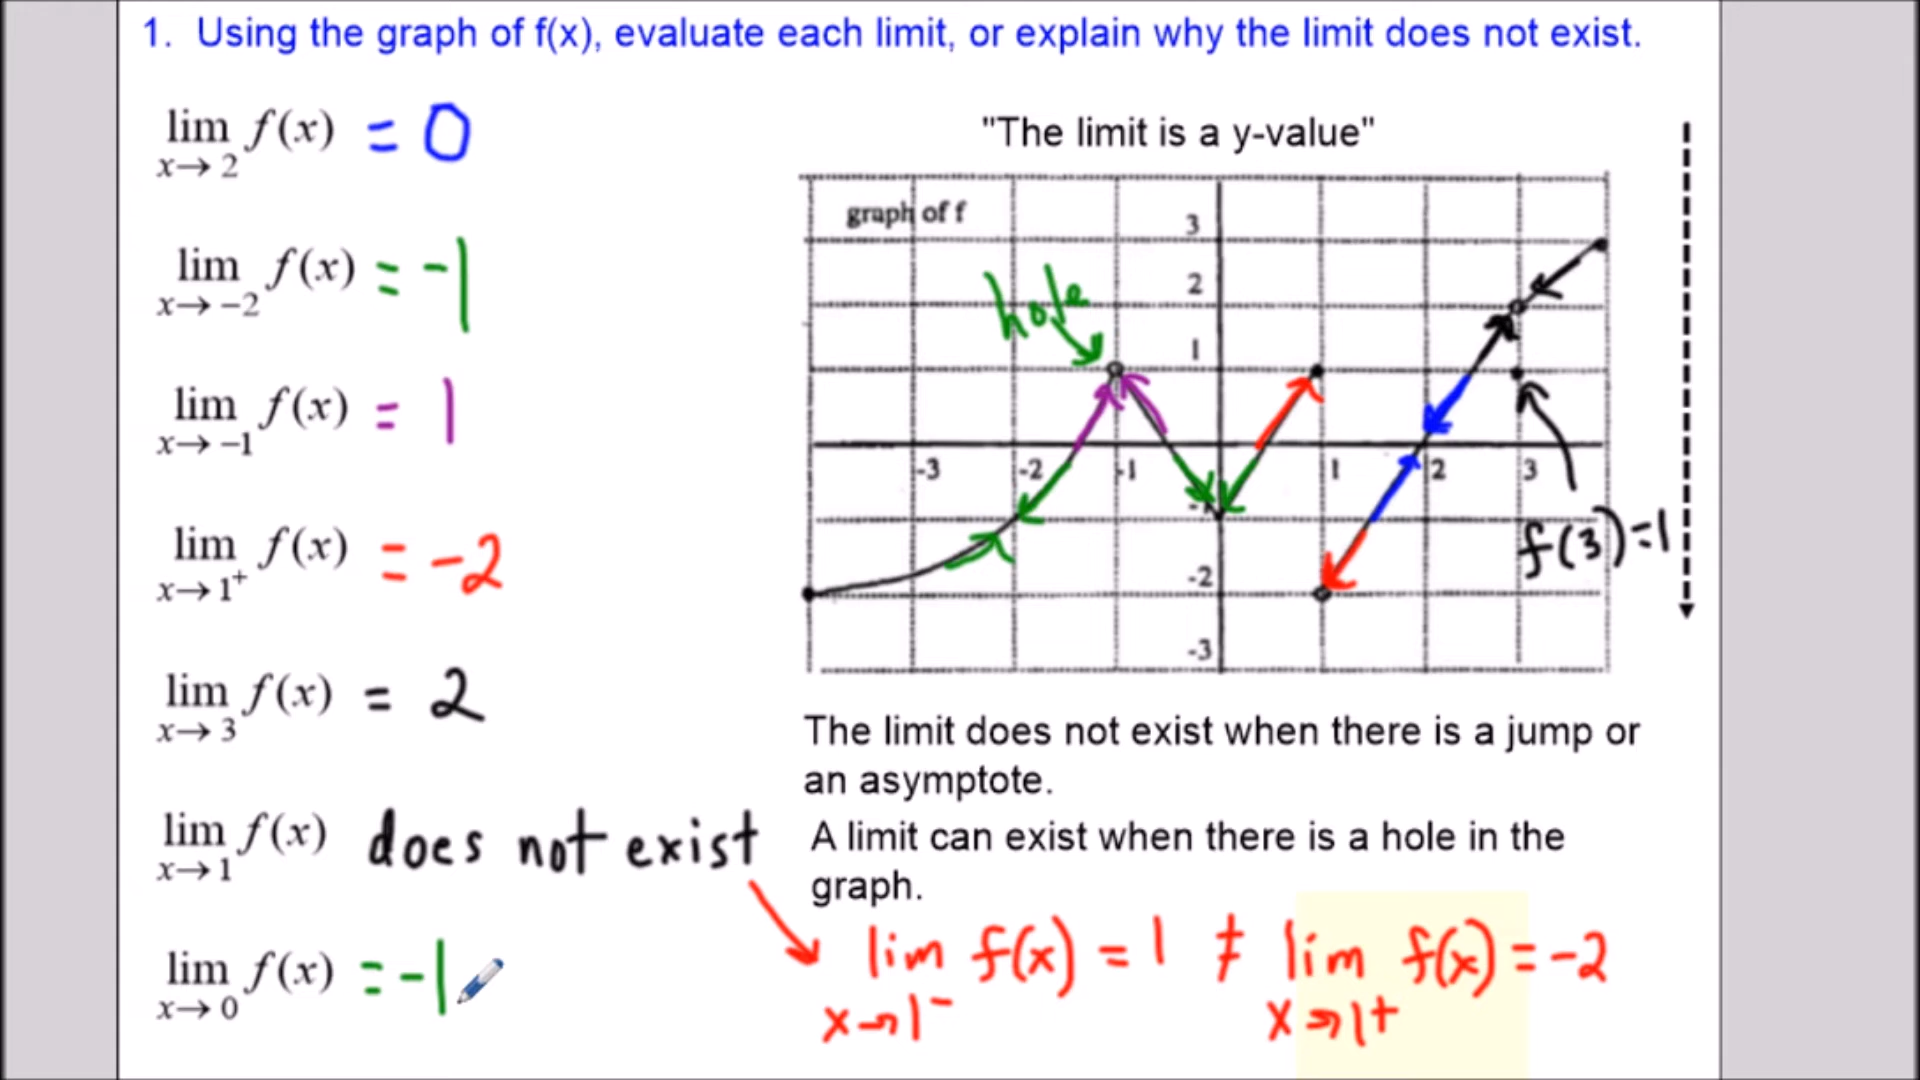 1. Using the graph of f(x), evaluate each limit, or explain why the limit does not exist.
lim f(x) = 0
x→2
lim f(x) = -1
x→-2
lim f(x) = 1
x→-1
lim f(x) = -2
x→1⁺
lim f(x) = 2
x→3
lim f(x) does not exist
x→1
lim f(x) = -1
x→0
"The limit is a y-value"
graph of f
3
hole
2
1
-3 -2 -1 1 2 3
-1
f(3)=1
-2
-3
The limit does not exist when there is a jump or
an asymptote.
A limit can exist when there is a hole in the
graph.
lim f(x) = 1 ≠ lim f(x) = -2
x→1⁻ x→1⁺